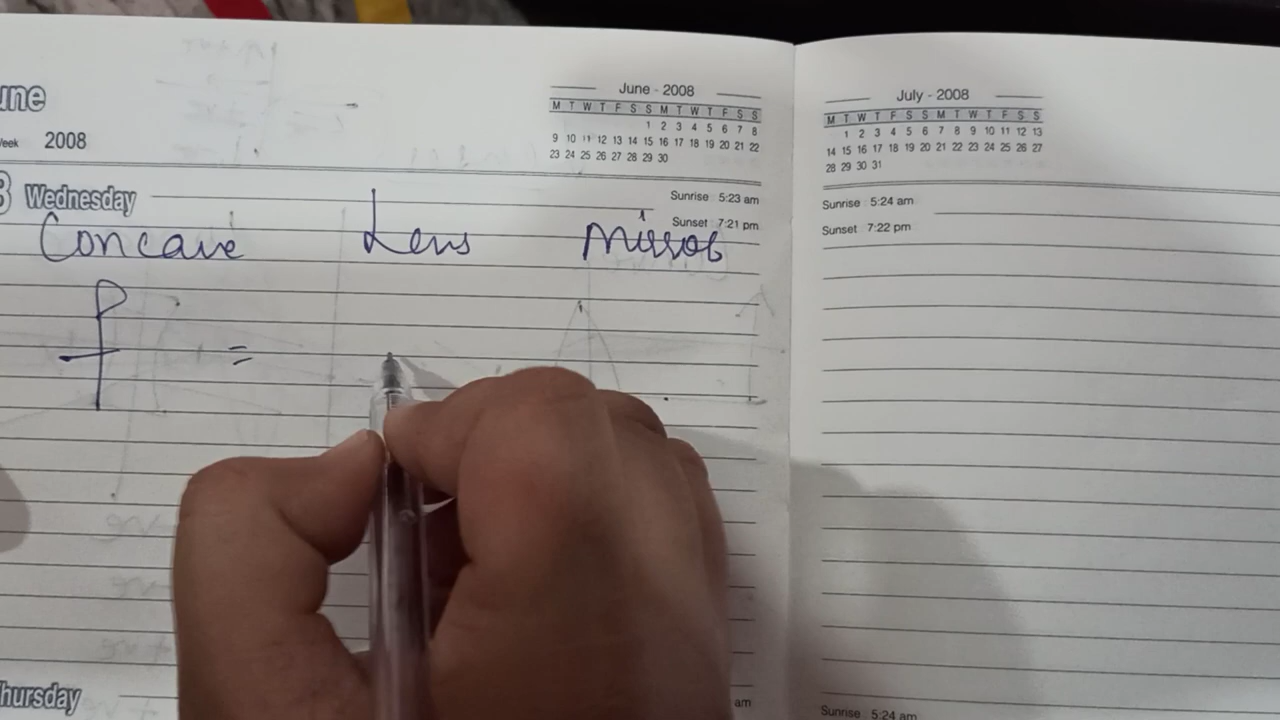 une
June - 2008
July - 2008
M T W T F S S M T W T F S S
M T W T F S S M T W T F S S
1 2 3 4 5 6 7 8
1 2 3 4 5 6 7 8 9 10 11 12 13
eek 2008
9 10 11 12 13 14 15 16 17 18 19 20 21 22
14 15 16 17 18 19 20 21 22 23 24 25 26 27
23 24 25 26 27 28 29 30
28 29 30 31
3 Wednesday
Sunrise 5:23 am
Sunrise 5:24 am
Sunset 7:21 pm
Sunset 7:22 pm
Concave Lens Mirror
f =
hursday
am
Sunrise 5:24 am